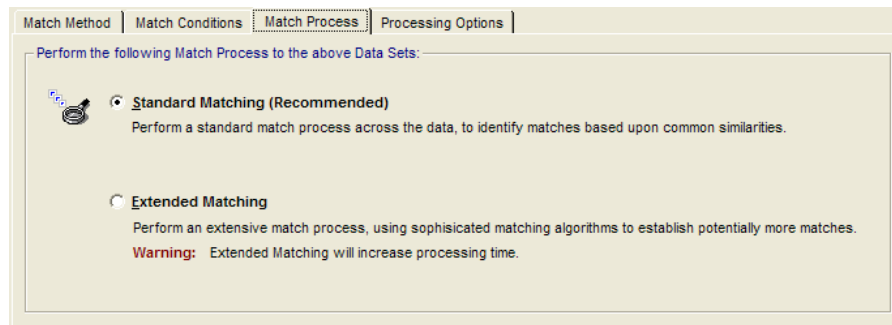 Match Method Match Conditions Match Process Processing Options
Perform the following Match Process to the above Data Sets:
Standard Matching (Recommended)
Perform a standard match process across the data, to identify matches based upon common similarities.
Extended Matching
Perform an extensive match process, using sophisicated matching algorithms to establish potentially more matches.
Warning: Extended Matching will increase processing time.